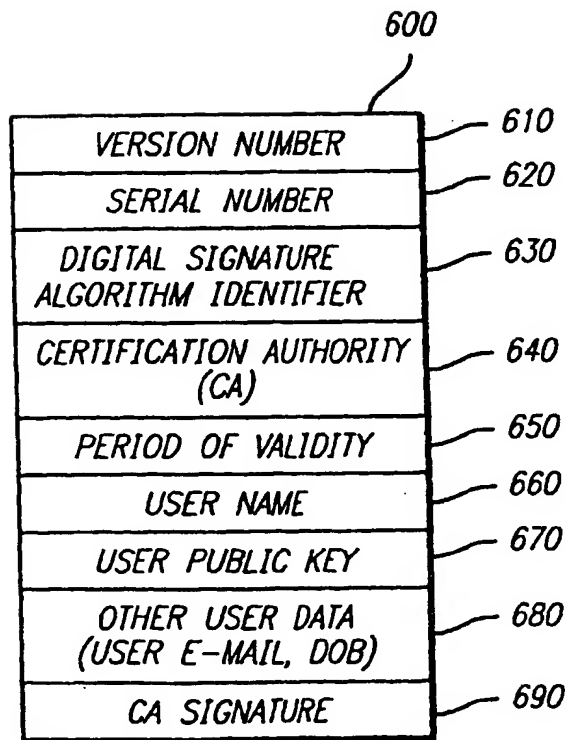 600
VERSION NUMBER 610
SERIAL NUMBER 620
DIGITAL SIGNATURE
ALGORITHM IDENTIFIER 630
CERTIFICATION AUTHORITY
(CA) 640
PERIOD OF VALIDITY 650
USER NAME 660
USER PUBLIC KEY 670
OTHER USER DATA
(USER E-MAIL, DOB) 680
CA SIGNATURE 690